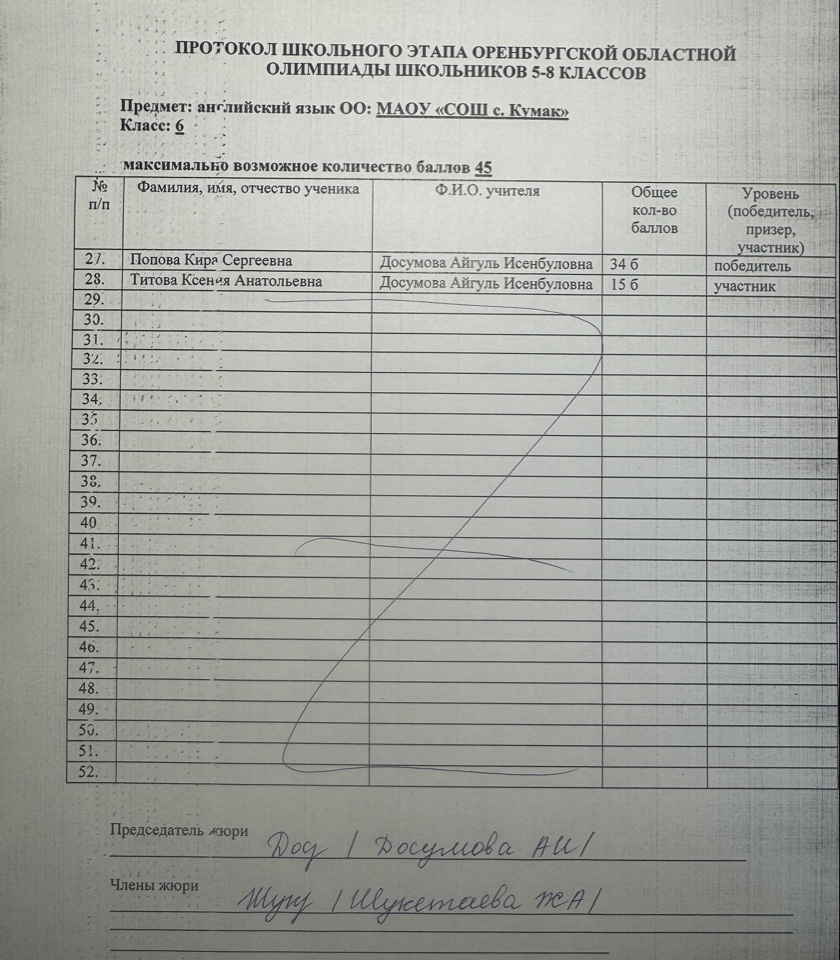 ПРОТОКОЛ ШКОЛЬНОГО ЭТАПА ОРЕНБУРГСКОЙ ОБЛАСТНОЙ
ОЛИМПИАДЫ ШКОЛЬНИКОВ 5-8 КЛАССОВ
Предмет: английский язык ОО: МАОУ «СОШ с. Кумак»
Класс: 6
максимально возможное количество баллов 45
№ п/п Фамилия, имя, отчество ученика Ф.И.О. учителя Общее кол-во баллов Уровень (победитель, призер, участник)
27. Попова Кира Сергеевна Досумова Айгуль Исенбуловна 34 б победитель
28. Титова Ксения Анатольевна Досумова Айгуль Исенбуловна 15 б участник
29.
30.
31.
32.
33.
34.
35
36.
37.
38.
39.
40
41.
42.
43.
44.
45.
46.
47.
48.
49.
50.
51.
52.
Председатель жюри Дос / Досумова АИ /
Члены жюри Шук / Шукетаева ЖА /